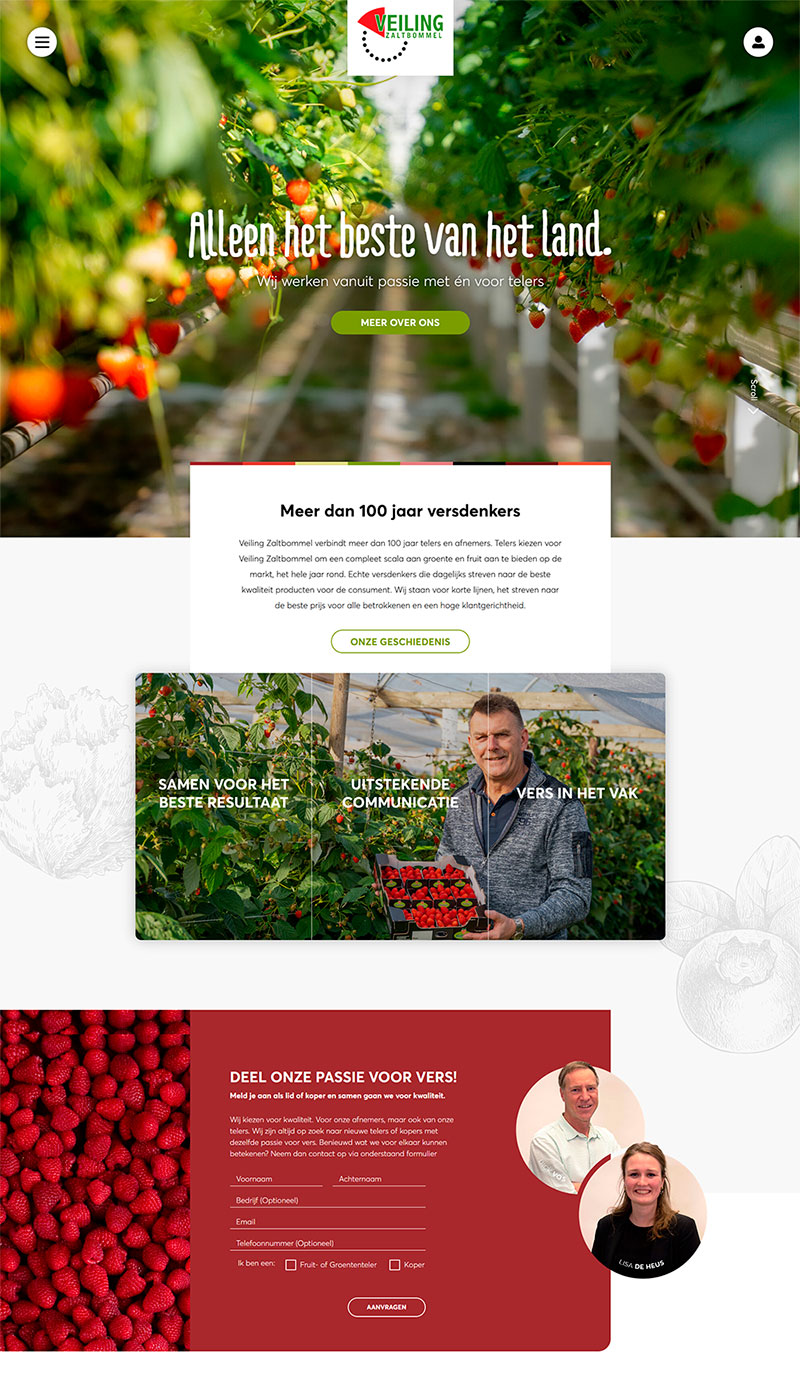 VEILING
ZALTBOMMEL
Alleen het beste van het land.
Wij werken vanuit passie met én voor telers
MEER OVER ONS
Scroll
Meer dan 100 jaar versdenkers
Veiling Zaltbommel verbindt meer dan 100 jaar telers en afnemers. Telers kiezen voor
Veiling Zaltbommel om een compleet scala aan groente en fruit aan te bieden op de
markt, het hele jaar rond. Echte versdenkers die dagelijks streven naar de beste
kwaliteit producten voor de consument. Wij staan voor korte lijnen, het streven naar
de beste prijs voor alle betrokkenen en een hoge klantgerichtheid.
ONZE GESCHIEDENIS
SAMEN VOOR HET
BESTE RESULTAAT
UITSTEKENDE
COMMUNICATIE
VERS IN HET VAK
DEEL ONZE PASSIE VOOR VERS!
Meld je aan als lid of koper en samen gaan we voor kwaliteit.
Wij kiezen voor kwaliteit. Voor onze afnemers, maar ook van onze
telers. Wij zijn altijd op zoek naar nieuwe telers of kopers met
dezelfde passie voor vers. Benieuwd wat we voor elkaar kunnen
betekenen? Neem dan contact op via onderstaand formulier
Voornaam Achternaam
Bedrijf (Optioneel)
Email
Telefoonnummer (Optioneel)
Ik ben een: Fruit- of Groententeler Koper
AANVRAGEN
LISA DE HEUS